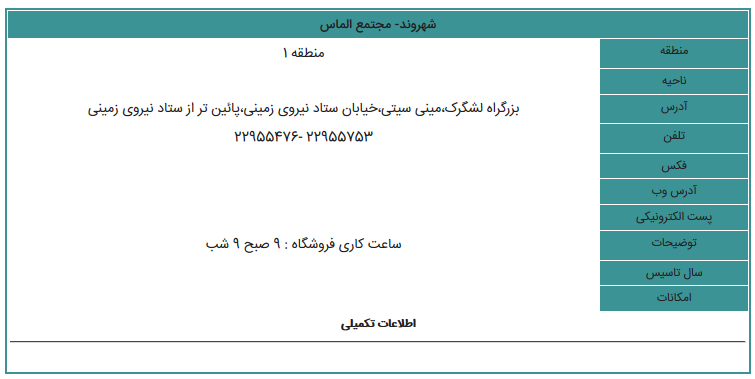 شهروند- مجتمع الماس
منطقه
منطقه ۱
ناحیه
آدرس
بزرگراه لشگرک،مینی سیتی،خیابان ستاد نیروی زمینی،پائین تر از ستاد نیروی زمینی
تلفن
۲۲۹۵۵۷۵۳ -۲۲۹۵۵۴۷۶
فکس
آدرس وب
پست الکترونیکی
توضیحات
ساعت کاری فروشگاه : ۹ صبح ۹ شب
سال تاسیس
امکانات
اطلاعات تکمیلی